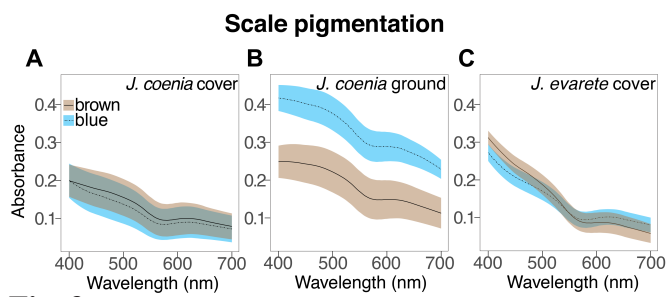 Scale pigmentation
A B C
J. coenia cover J. coenia ground J. evarete cover
brown
blue
Absorbance
0.4 0.3 0.2 0.1
0.4 0.3 0.2 0.1
0.4 0.3 0.2 0.1
400 500 600 700 400 500 600 700 400 500 600 700
Wavelength (nm) Wavelength (nm) Wavelength (nm)